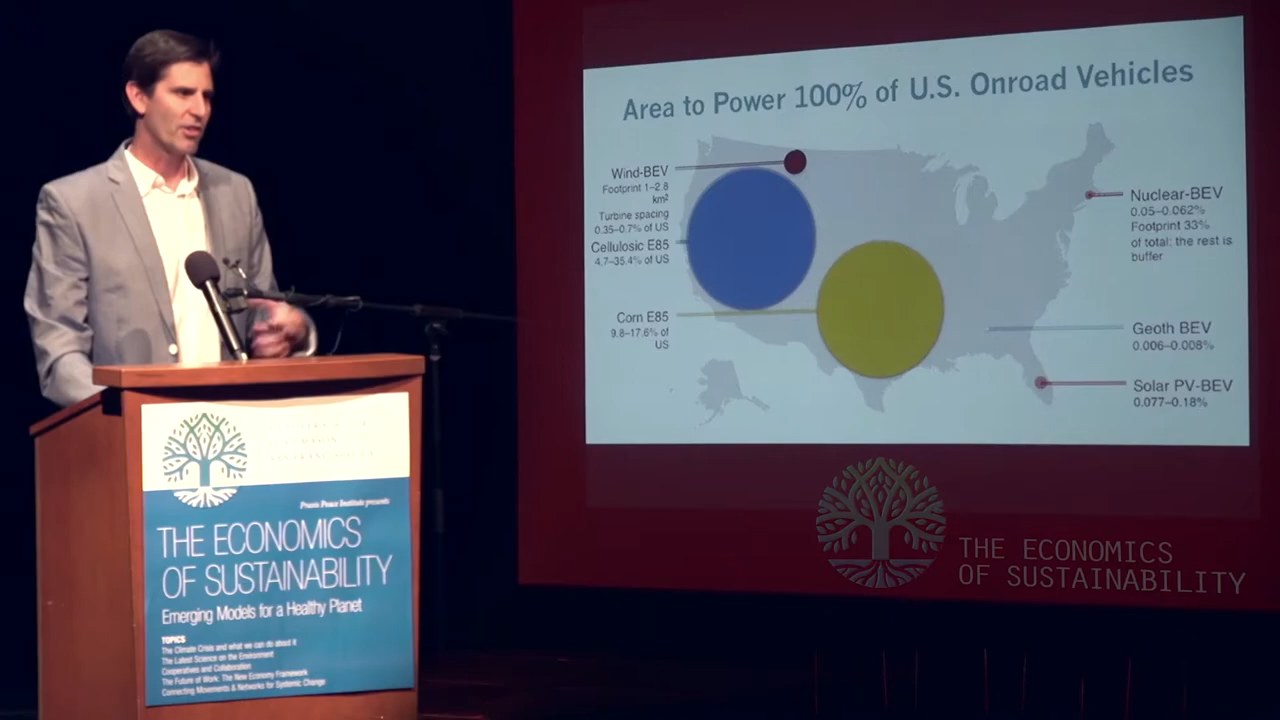 Area to Power 100% of U.S. Onroad Vehicles
Wind-BEV
Footprint 1–2.8
km²
Turbine spacing
0.35–0.7% of US
Cellulosic E85
4.7–35.4% of US
Corn E85
9.8–17.6% of
US
Nuclear-BEV
0.05–0.062%
Footprint 33%
of total; the rest is
buffer
Geoth BEV
0.006–0.008%
Solar PV-BEV
0.077–0.18%
THE ECONOMICS
OF SUSTAINABILITY
Praxis Peace Institute presents
THE ECONOMICS
OF SUSTAINABILITY
Emerging Models for a Healthy Planet
TOPICS
The Climate Crisis and what we can do about it
The Latest Science on the Environment
Cooperatives and Collaboration
The Future of Work: The New Economy Framework
Connecting Movements & Networks for Systemic Change